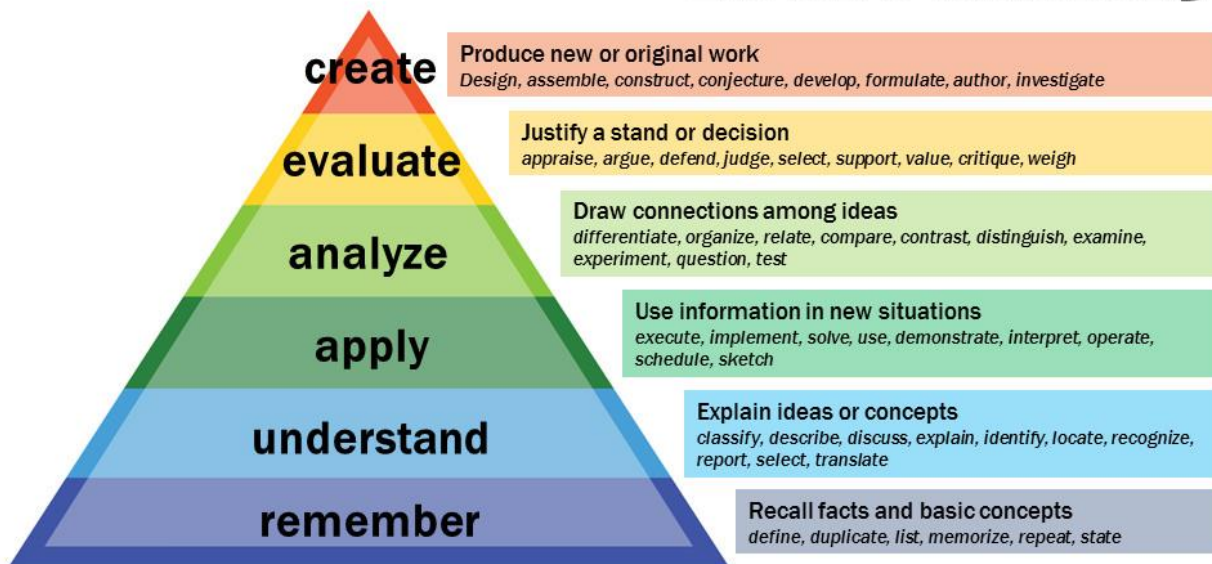 create
Produce new or original work
Design, assemble, construct, conjecture, develop, formulate, author, investigate
evaluate
Justify a stand or decision
appraise, argue, defend, judge, select, support, value, critique, weigh
analyze
Draw connections among ideas
differentiate, organize, relate, compare, contrast, distinguish, examine,
experiment, question, test
apply
Use information in new situations
execute, implement, solve, use, demonstrate, interpret, operate,
schedule, sketch
understand
Explain ideas or concepts
classify, describe, discuss, explain, identify, locate, recognize,
report, select, translate
remember
Recall facts and basic concepts
define, duplicate, list, memorize, repeat, state